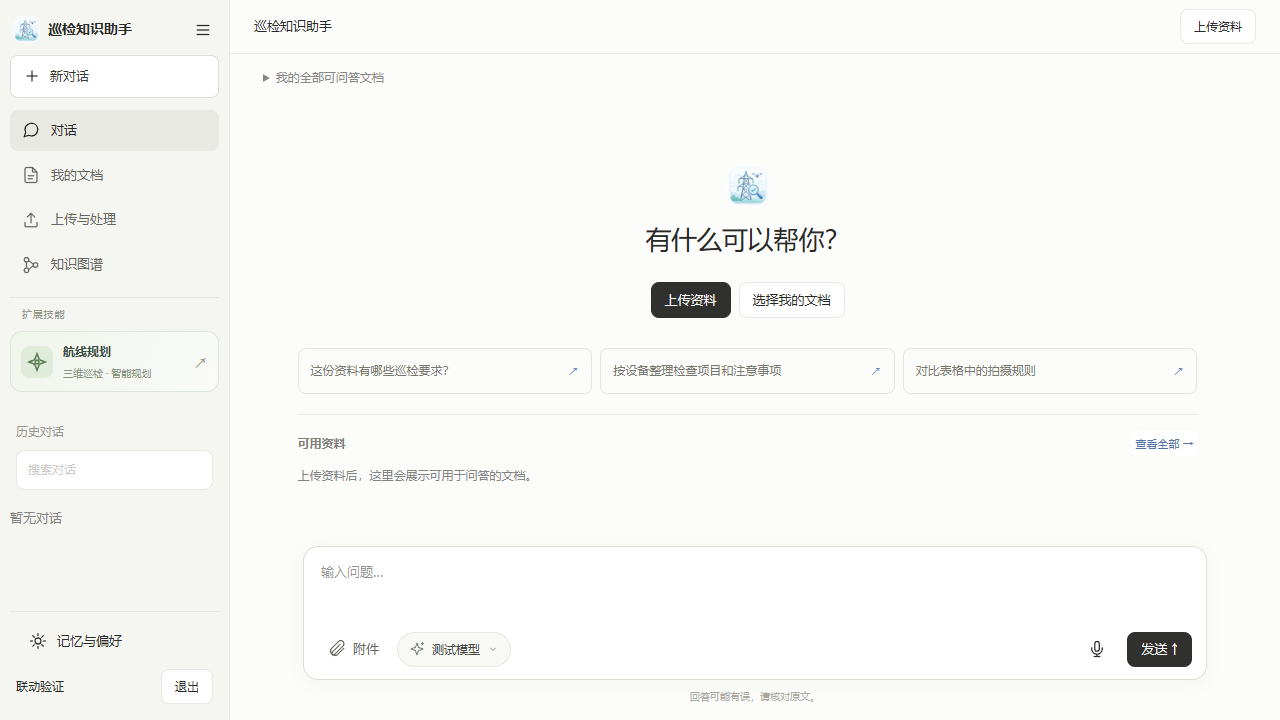 巡检知识助手
新对话
对话
我的文档
上传与处理
知识图谱
扩展技能
航线规划
三维巡检 · 智能规划
历史对话
搜索对话
暂无对话
记忆与偏好
联动验证
退出
巡检知识助手
上传资料
我的全部可问答文档
有什么可以帮你?
上传资料
选择我的文档
这份资料有哪些巡检要求?
按设备整理检查项目和注意事项
对比表格中的拍摄规则
可用资料
查看全部 →
上传资料后，这里会展示可用于问答的文档。
输入问题...
附件
测试模型
发送 ↑
回答可能有误，请核对原文。